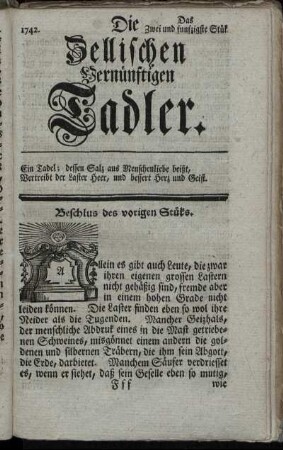 1742.
Das
Zwei und funfzigste Stük
Die
Zellischen
Vernünftigen
Tadler.
Ein Tadel; dessen Salz aus Menschenliebe beißt,
Vertreibt der Laster Heer, und bessert Herz und Geist.
Beschlus des vorigen Stüks.
Allein es gibt auch Leute, die zwar
ihren eigenen grossen Lastern
nicht gehäßig sind, fremde aber
in einem hohen Grade nicht
leiden können. Die Laster finden eben so wol ihre
Neider als die Tugenden. Mancher Geizhals,
der menschliche Abdruk eines in die Mast getriebe-
nen Schweines, misgönnet einem andern die gol-
denen und silbernen Träbern, die ihm sein Abgott,
die Erde, darbietet. Manchem Säufer verdriesset
es, wenn er siehet, daß sein Geselle eben so mutig,
Fff
wie